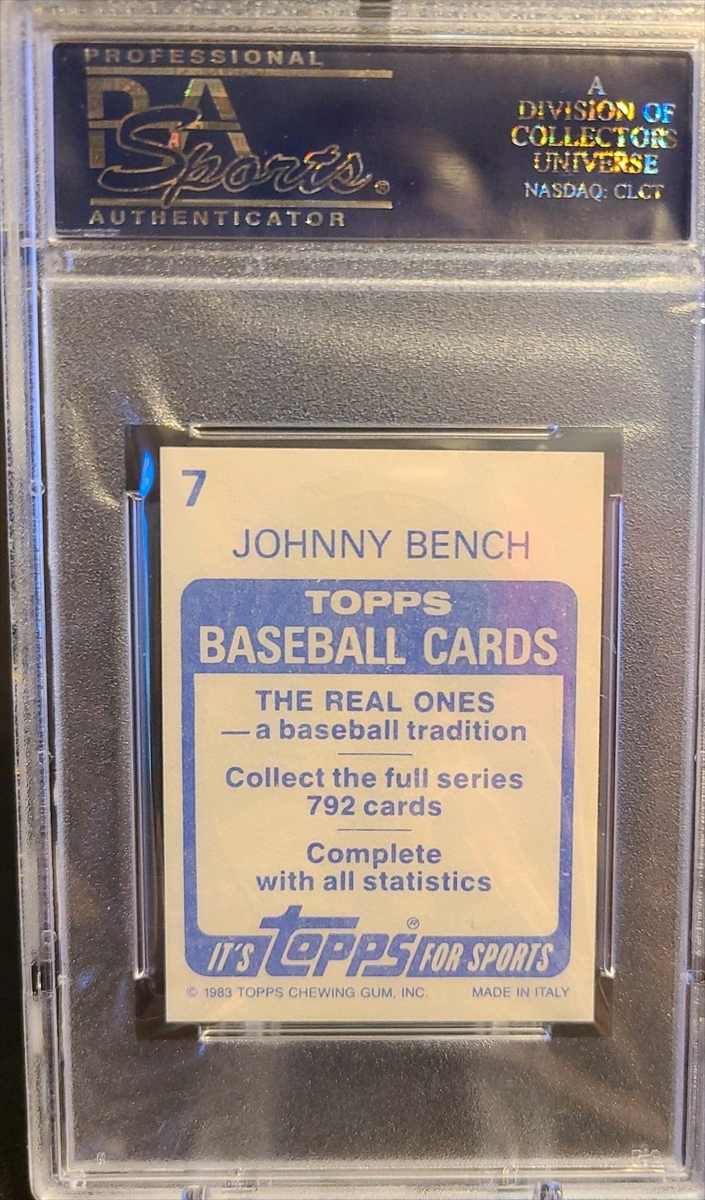 PROFESSIONAL
PSA
Sports®
AUTHENTICATOR
A
DIVISION OF
COLLECTORS
UNIVERSE
NASDAQ: CLCT
7
JOHNNY BENCH
TOPPS
BASEBALL CARDS
THE REAL ONES
— a baseball tradition
Collect the full series
792 cards
Complete
with all statistics
IT'S topps® FOR SPORTS
© 1983 TOPPS CHEWING GUM, INC. MADE IN ITALY